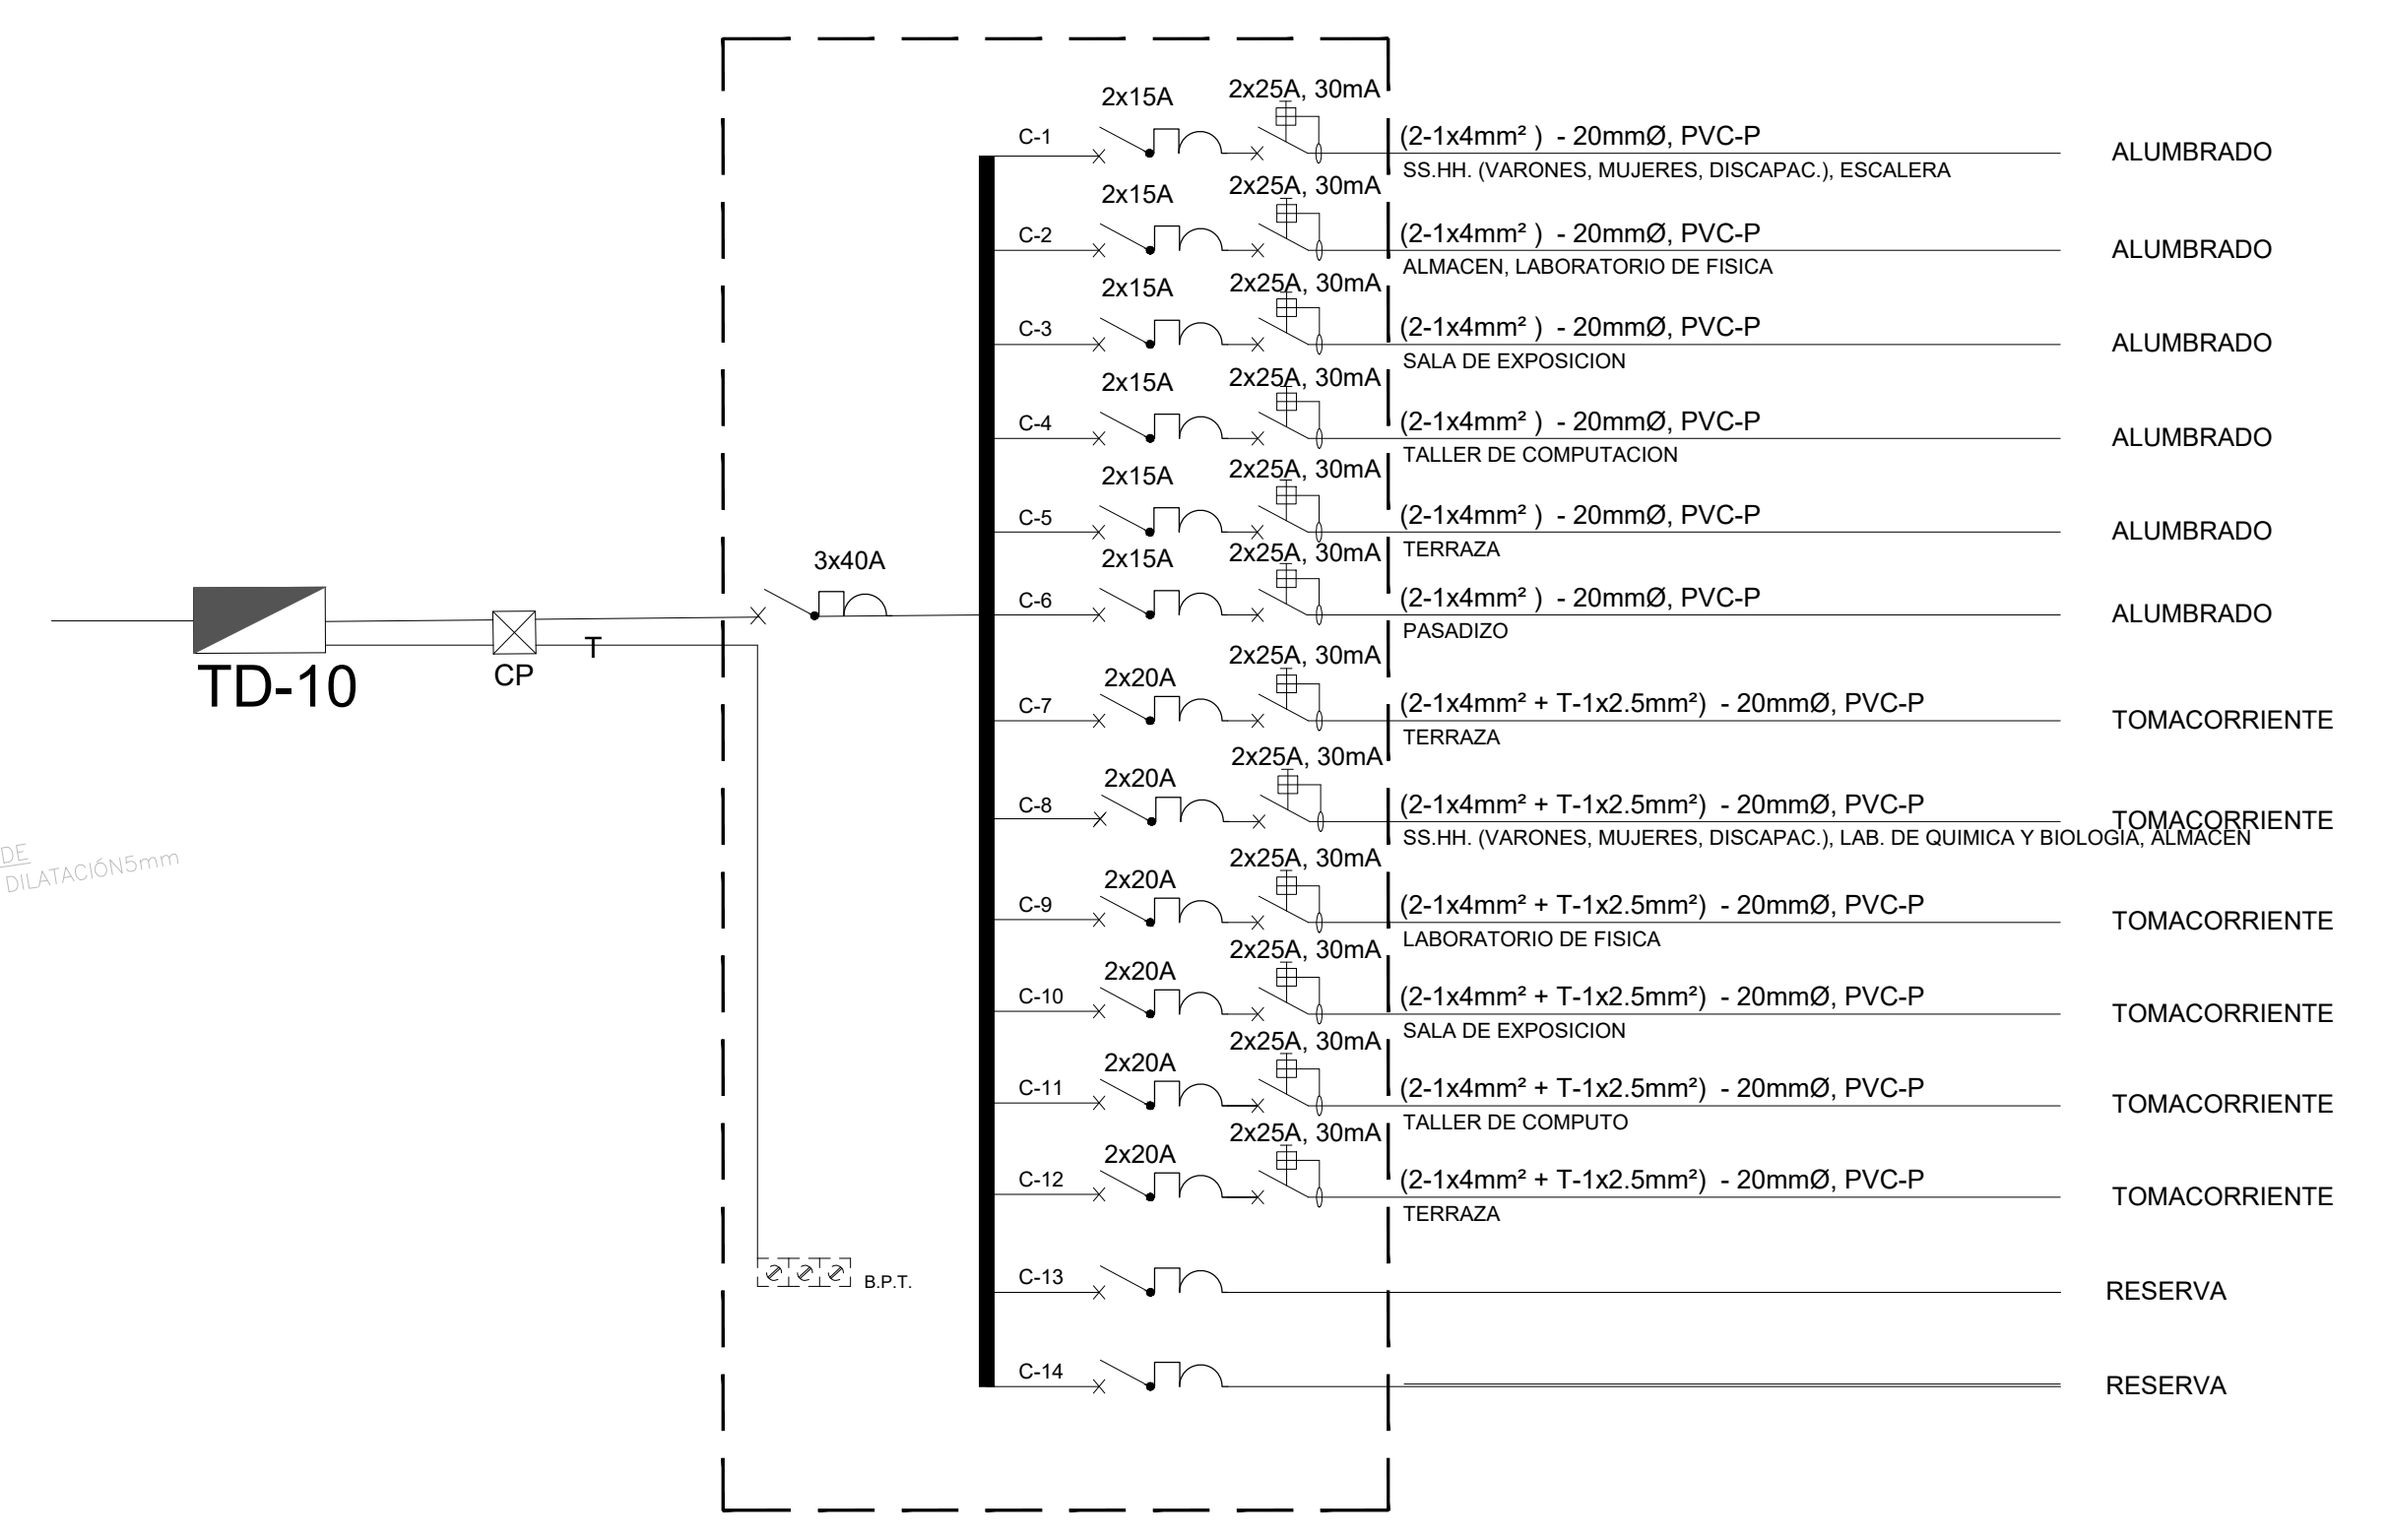 2x15A 2x25A, 30mA
C-1 (2-1x4mm² ) - 20mmØ, PVC-P ALUMBRADO
SS.HH. (VARONES, MUJERES, DISCAPAC.), ESCALERA
2x15A 2x25A, 30mA
C-2 (2-1x4mm² ) - 20mmØ, PVC-P ALUMBRADO
ALMACEN, LABORATORIO DE FISICA
2x15A 2x25A, 30mA
C-3 (2-1x4mm² ) - 20mmØ, PVC-P ALUMBRADO
SALA DE EXPOSICION
2x15A 2x25A, 30mA
C-4 (2-1x4mm² ) - 20mmØ, PVC-P ALUMBRADO
TALLER DE COMPUTACION
2x15A 2x25A, 30mA
C-5 (2-1x4mm² ) - 20mmØ, PVC-P ALUMBRADO
TERRAZA
3x40A
2x15A 2x25A, 30mA
C-6 (2-1x4mm² ) - 20mmØ, PVC-P ALUMBRADO
PASADIZO
T
TD-10
CP
2x20A 2x25A, 30mA
C-7 (2-1x4mm² + T-1x2.5mm²) - 20mmØ, PVC-P TOMACORRIENTE
TERRAZA
2x20A 2x25A, 30mA
C-8 (2-1x4mm² + T-1x2.5mm²) - 20mmØ, PVC-P TOMACORRIENTE
SS.HH. (VARONES, MUJERES, DISCAPAC.), LAB. DE QUIMICA Y BIOLOGIA, ALMACEN
DE
DILATACIÓN5mm
2x20A 2x25A, 30mA
C-9 (2-1x4mm² + T-1x2.5mm²) - 20mmØ, PVC-P TOMACORRIENTE
LABORATORIO DE FISICA
2x20A 2x25A, 30mA
C-10 (2-1x4mm² + T-1x2.5mm²) - 20mmØ, PVC-P TOMACORRIENTE
SALA DE EXPOSICION
2x20A 2x25A, 30mA
C-11 (2-1x4mm² + T-1x2.5mm²) - 20mmØ, PVC-P TOMACORRIENTE
TALLER DE COMPUTO
2x20A 2x25A, 30mA
C-12 (2-1x4mm² + T-1x2.5mm²) - 20mmØ, PVC-P TOMACORRIENTE
TERRAZA
B.P.T.
C-13 RESERVA
C-14 RESERVA